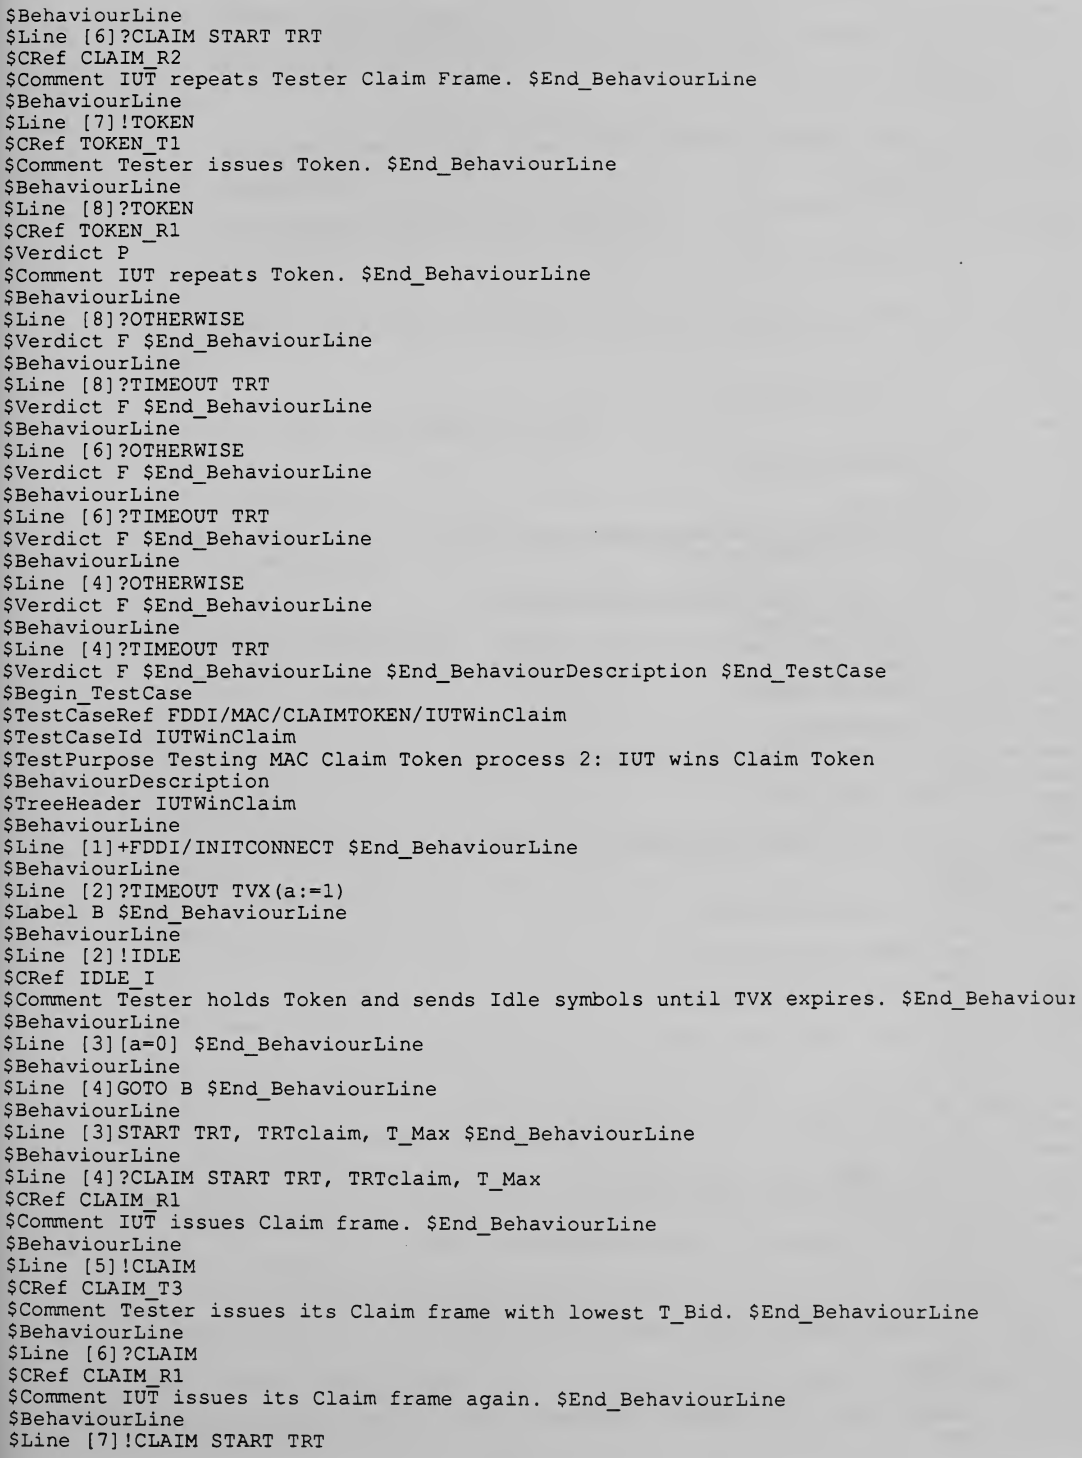 $BehaviourLine
$Line [6]?CLAIM START TRT
$CRef CLAIM_R2
$Comment IUT repeats Tester Claim Frame. $End_BehaviourLine
$BehaviourLine
$Line [7]!TOKEN
$CRef TOKEN_T1
$Comment Tester issues Token. $End_BehaviourLine
$BehaviourLine
$Line [8]?TOKEN
$CRef TOKEN_R1
$Verdict P
$Comment IUT repeats Token. $End_BehaviourLine
$BehaviourLine
$Line [8]?OTHERWISE
$Verdict F $End_BehaviourLine
$BehaviourLine
$Line [8]?TIMEOUT TRT
$Verdict F $End_BehaviourLine
$BehaviourLine
$Line [6]?OTHERWISE
$Verdict F $End_BehaviourLine
$BehaviourLine
$Line [6]?TIMEOUT TRT
$Verdict F $End_BehaviourLine
$BehaviourLine
$Line [4]?OTHERWISE
$Verdict F $End_BehaviourLine
$BehaviourLine
$Line [4]?TIMEOUT TRT
$Verdict F $End_BehaviourLine $End_BehaviourDescription $End_TestCase
$Begin_TestCase
$TestCaseRef FDDI/MAC/CLAIMTOKEN/IUTWinClaim
$TestCaseId IUTWinClaim
$TestPurpose Testing MAC Claim Token process 2: IUT wins Claim Token
$BehaviourDescription
$TreeHeader IUTWinClaim
$BehaviourLine
$Line [1]+FDDI/INITCONNECT $End_BehaviourLine
$BehaviourLine
$Line [2]?TIMEOUT TVX(a:=1)
$Label B $End_BehaviourLine
$BehaviourLine
$Line [2]!IDLE
$CRef IDLE_I
$Comment Tester holds Token and sends Idle symbols until TVX expires. $End_Behaviour
$BehaviourLine
$Line [3][a=0] $End_BehaviourLine
$BehaviourLine
$Line [4]GOTO B $End_BehaviourLine
$BehaviourLine
$Line [3]START TRT, TRTclaim, T_Max $End_BehaviourLine
$BehaviourLine
$Line [4]?CLAIM START TRT, TRTclaim, T_Max
$CRef CLAIM_R1
$Comment IUT issues Claim frame. $End_BehaviourLine
$BehaviourLine
$Line [5]!CLAIM
$CRef CLAIM_T3
$Comment Tester issues its Claim frame with lowest T_Bid. $End_BehaviourLine
$BehaviourLine
$Line [6]?CLAIM
$CRef CLAIM_R1
$Comment IUT issues its Claim frame again. $End_BehaviourLine
$BehaviourLine
$Line [7]!CLAIM START TRT